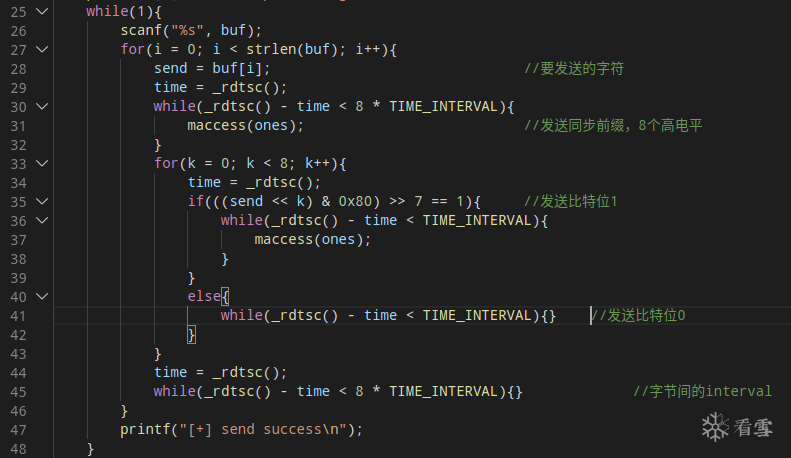 25 while(1){
26 scanf("%s", buf);
27 for(i = 0; i < strlen(buf); i++){
28 send = buf[i]; //要发送的字符
29 time = _rdtsc();
30 while(_rdtsc() - time < 8 * TIME_INTERVAL){
31 maccess(ones); //发送同步前缀，8个高电平
32 }
33 for(k = 0; k < 8; k++){
34 time = _rdtsc();
35 if(((send << k) & 0x80) >> 7 == 1){ //发送比特位1
36 while(_rdtsc() - time < TIME_INTERVAL){
37 maccess(ones);
38 }
39 }
40 else{
41 while(_rdtsc() - time < TIME_INTERVAL){} //发送比特位0
42 }
43 }
44 time = _rdtsc();
45 while(_rdtsc() - time < 8 * TIME_INTERVAL){} //字节间的interval
46 }
47 printf("[+] send success\n");
48 }
看雪